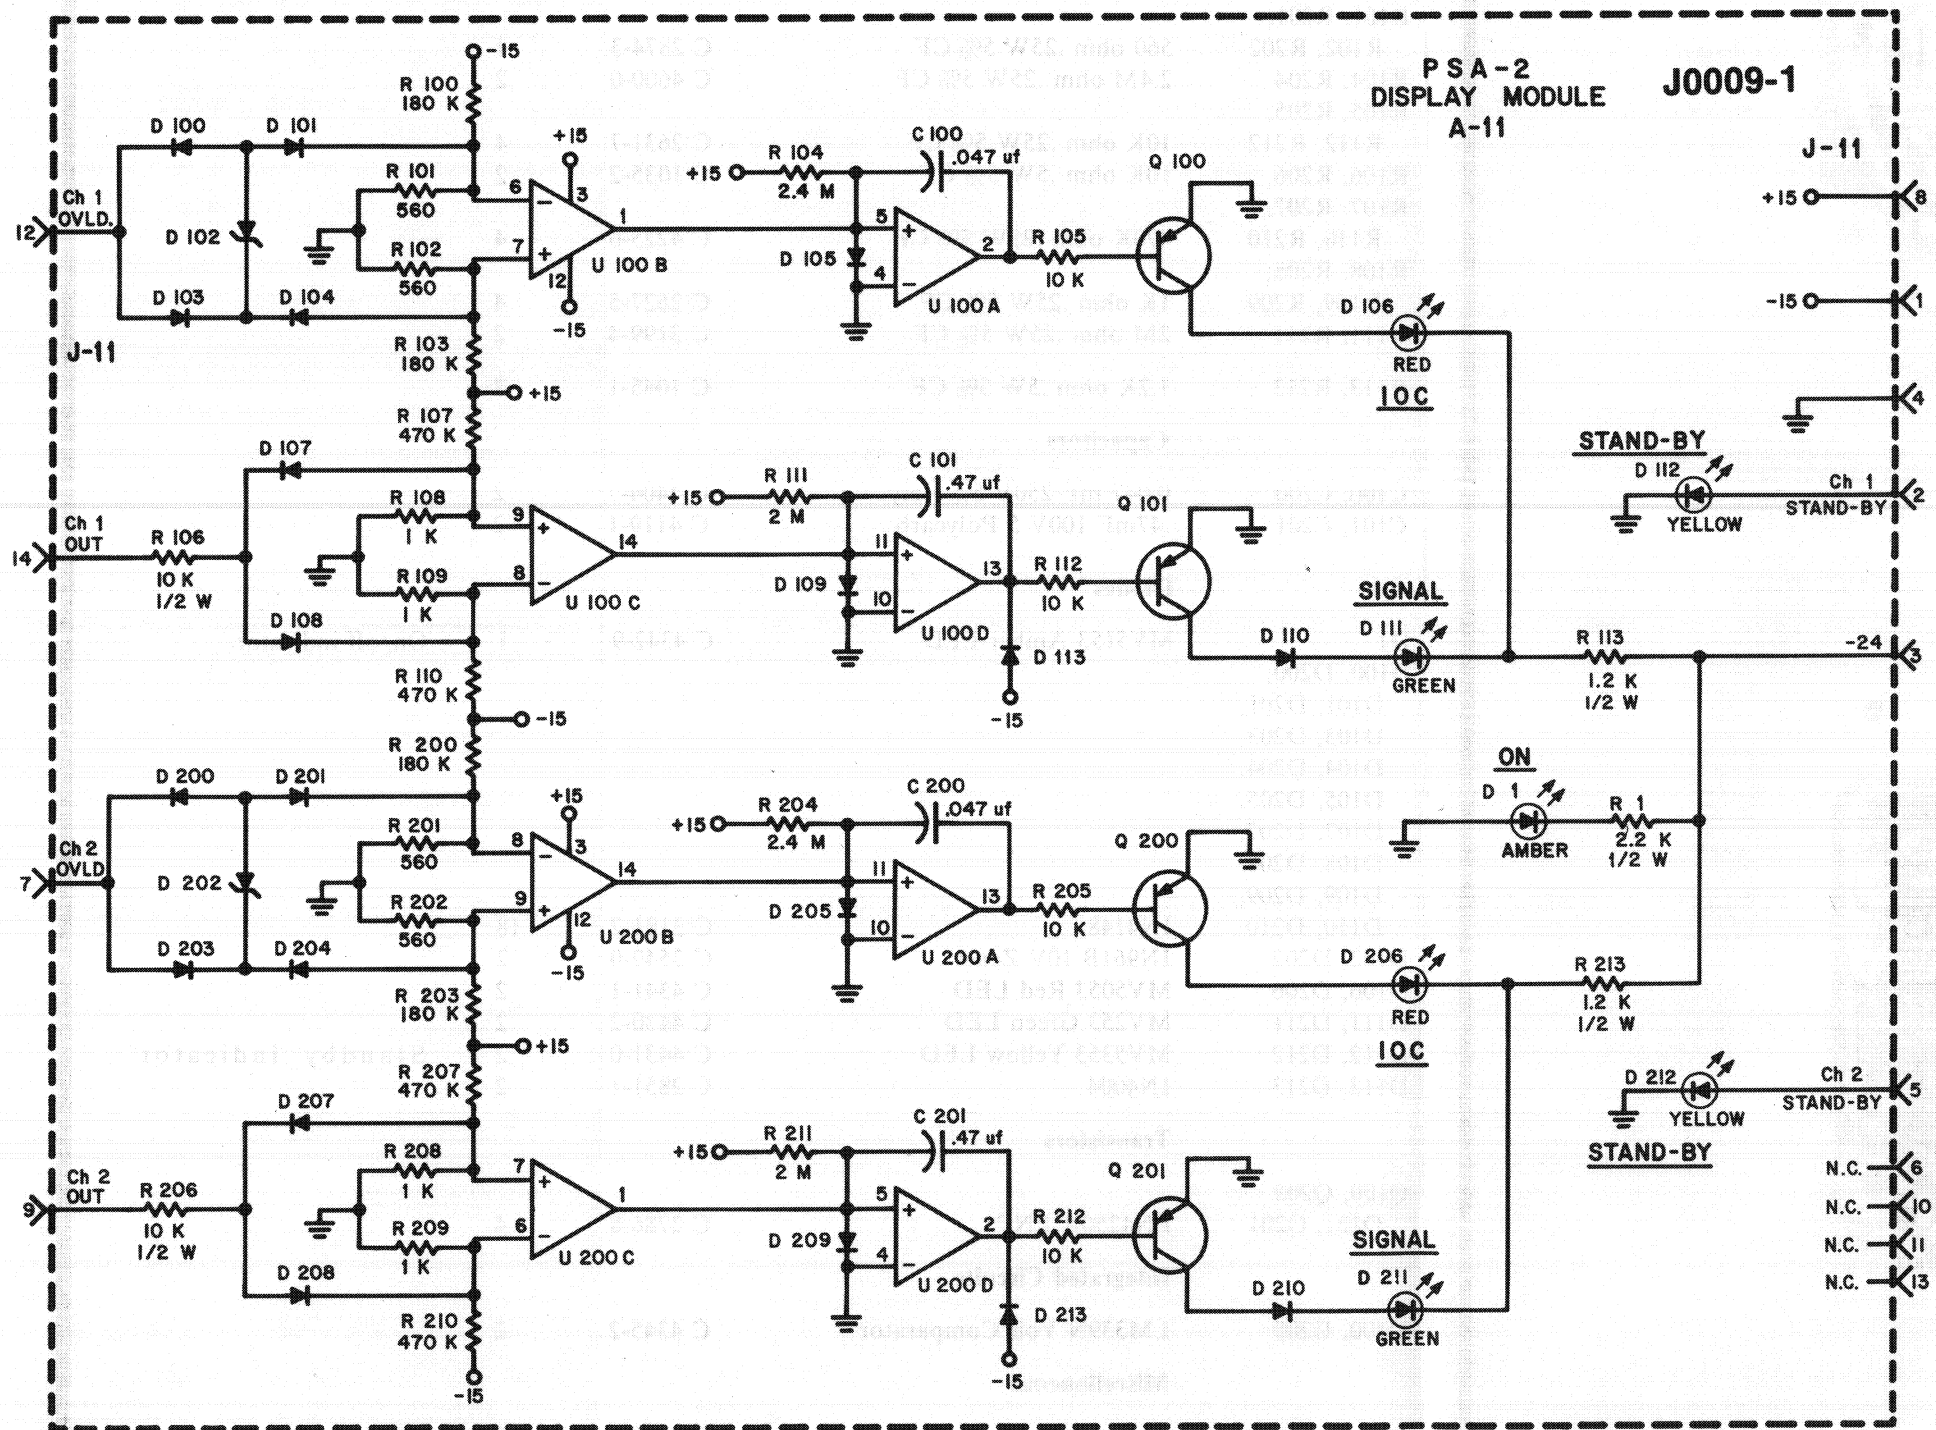 PSA-2
DISPLAY MODULE
A-11
J0009-1
J-11
-15
R 100
180 K
D 100
D 101
R 101
560
Ch 1
OVLD.
12
D 102
R 102
560
D 103
D 104
J-11
R 103
180 K
+15
+15
6
3
7
12
1
U 100 B
-15
+15
R 104
2.4 M
C 100
.047 uf
D 105
5
4
2
U 100 A
R 105
10 K
Q 100
D 106
RED
IOC
+15
8
-15
1
4
STAND-BY
D 112
YELLOW
Ch 1
STAND-BY
2
R 107
470 K
D 107
R 108
1 K
Ch 1
OUT
14
R 106
10 K
1/2 W
R 109
1 K
D 108
R 110
470 K
-15
9
8
14
U 100 C
+15
R 111
2 M
C 101
.47 uf
D 109
11
10
13
U 100 D
D 113
-15
R 112
10 K
Q 101
D 110
SIGNAL
D 111
GREEN
R 113
1.2 K
1/2 W
-24
3
ON
D 1
AMBER
R 1
2.2 K
1/2 W
R 200
180 K
D 200
D 201
R 201
560
Ch 2
OVLD
7
D 202
R 202
560
D 203
D 204
R 203
180 K
+15
+15
8
3
9
12
14
U 200 B
-15
+15
R 204
2.4 M
C 200
.047 uf
D 205
11
10
13
U 200 A
R 205
10 K
Q 200
D 206
RED
IOC
R 213
1.2 K
1/2 W
D 212
YELLOW
STAND-BY
Ch 2
STAND-BY
5
R 207
470 K
D 207
R 208
1 K
Ch 2
OUT
9
R 206
10 K
1/2 W
R 209
1 K
D 208
R 210
470 K
-15
7
6
1
U 200 C
+15
R 211
2 M
C 201
.47 uf
D 209
5
4
2
U 200 D
D 213
-15
R 212
10 K
Q 201
D 210
SIGNAL
D 211
GREEN
N.C.
6
N.C.
10
N.C.
11
N.C.
13